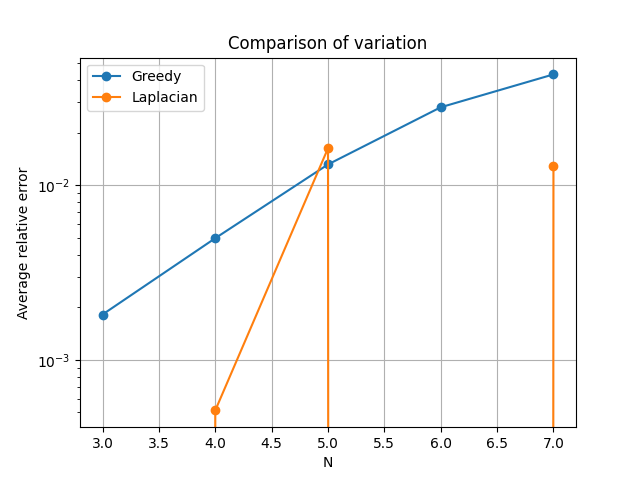 Comparison of variation
Greedy
Laplacian
Average relative error
10⁻²
10⁻³
3.0 3.5 4.0 4.5 5.0 5.5 6.0 6.5 7.0
N